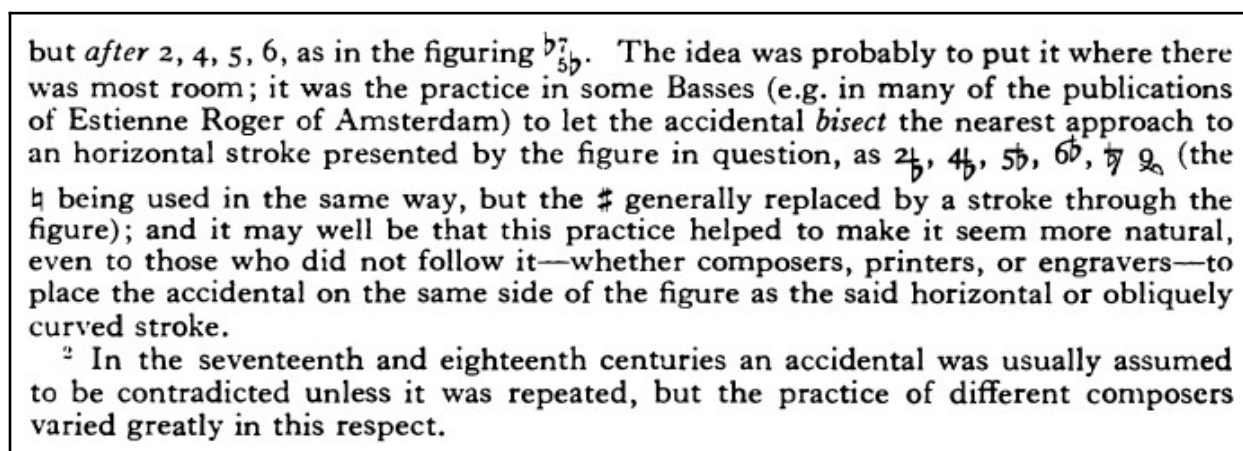 but after 2, 4, 5, 6, as in the figuring ♭7 5♭. The idea was probably to put it where there
was most room; it was the practice in some Basses (e.g. in many of the publications
of Estienne Roger of Amsterdam) to let the accidental bisect the nearest approach to
an horizontal stroke presented by the figure in question, as 2♭, 4♭, 5♭, 6♭, ♭7 (the
♮ being used in the same way, but the ♯ generally replaced by a stroke through the
figure); and it may well be that this practice helped to make it seem more natural,
even to those who did not follow it—whether composers, printers, or engravers—to
place the accidental on the same side of the figure as the said horizontal or obliquely
curved stroke.
² In the seventeenth and eighteenth centuries an accidental was usually assumed
to be contradicted unless it was repeated, but the practice of different composers
varied greatly in this respect.